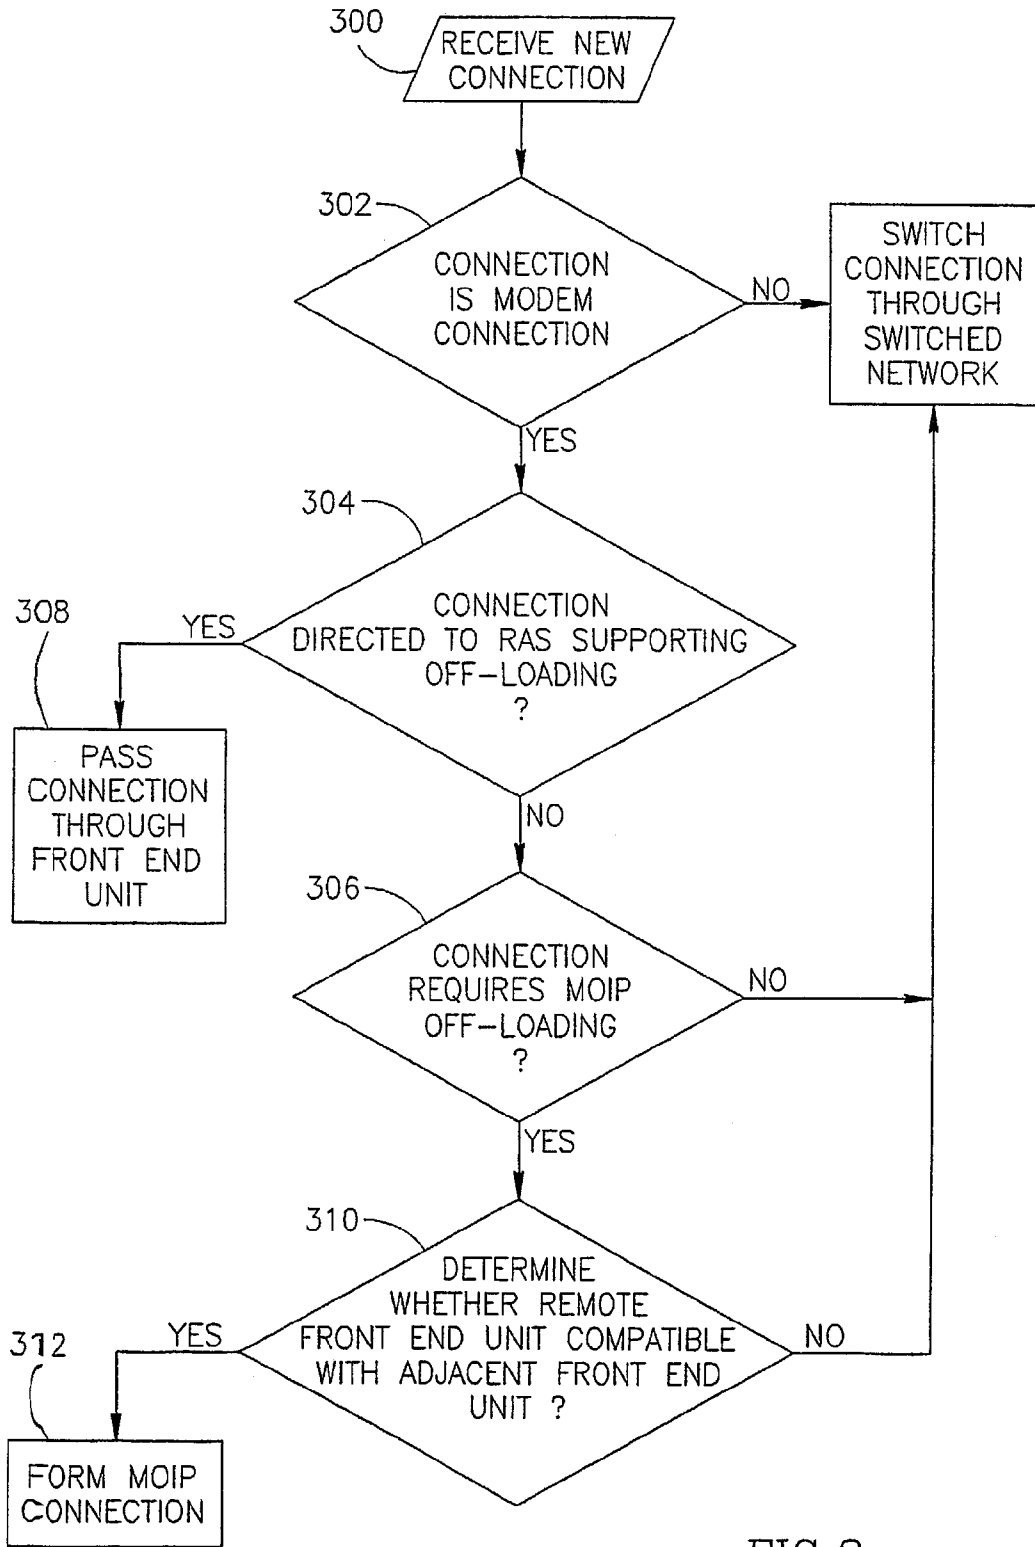 300
RECEIVE NEW
CONNECTION
302
CONNECTION
IS MODEM
CONNECTION
NO
SWITCH
CONNECTION
THROUGH
SWITCHED
NETWORK
YES
304
CONNECTION
DIRECTED TO RAS SUPPORTING
OFF-LOADING
?
YES
308
PASS
CONNECTION
THROUGH
FRONT END
UNIT
NO
306
CONNECTION
REQUIRES MOIP
OFF-LOADING
?
NO
YES
310
DETERMINE
WHETHER REMOTE
FRONT END UNIT COMPATIBLE
WITH ADJACENT FRONT END
UNIT ?
NO
YES
312
FORM MOIP
CONNECTION